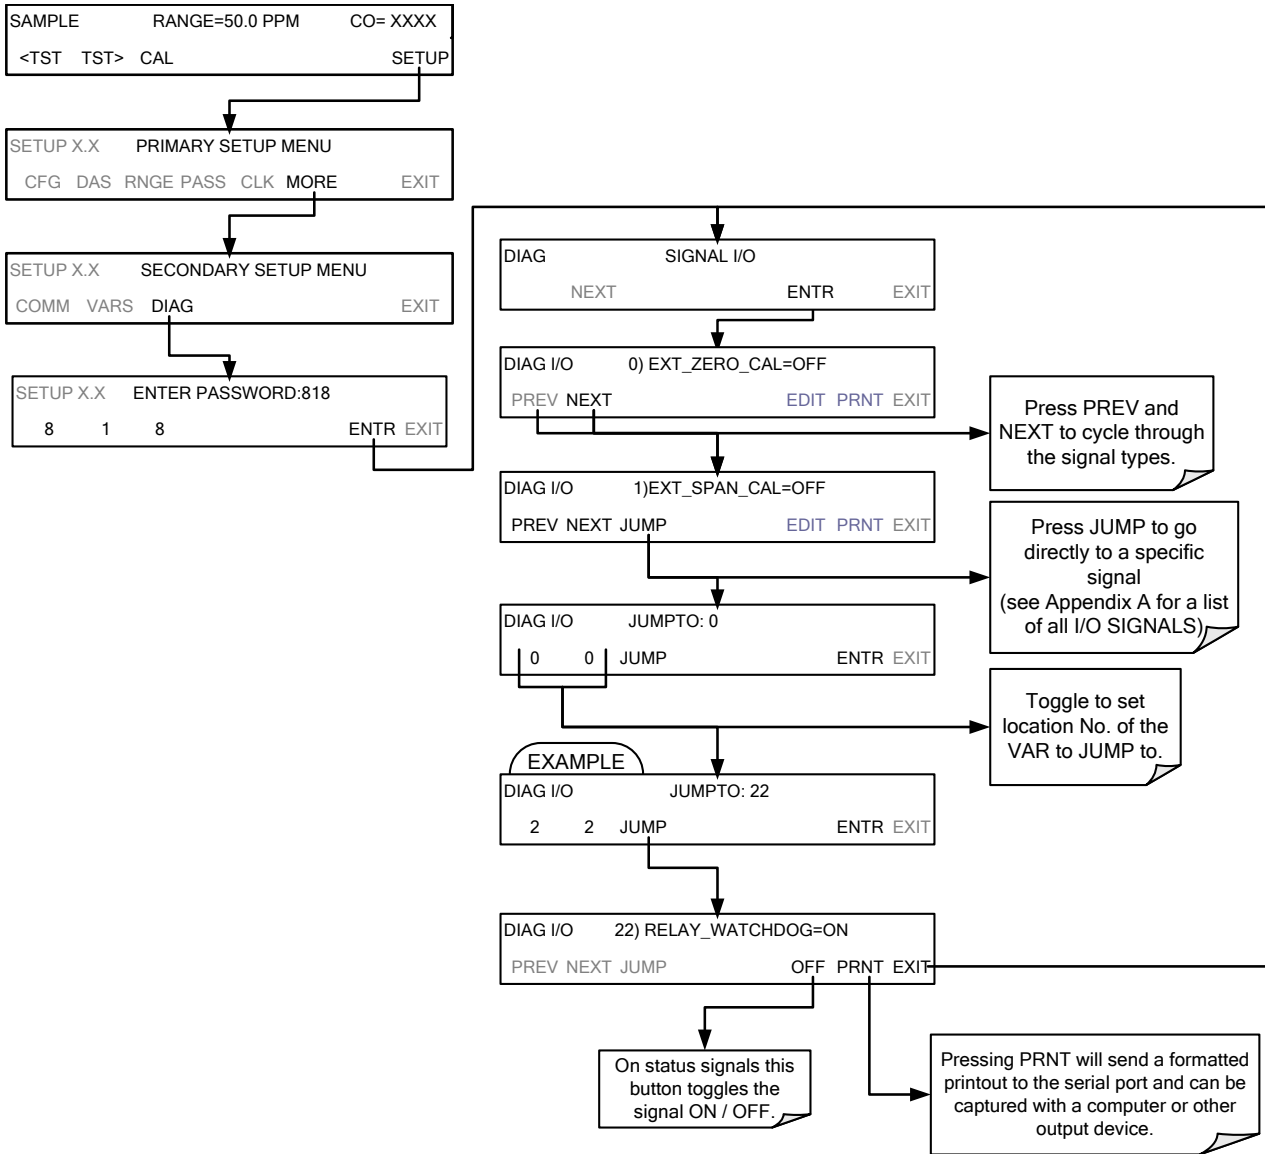 SAMPLE RANGE=50.0 PPM CO= XXXX
<TST TST> CAL SETUP
SETUP X.X PRIMARY SETUP MENU
CFG DAS RNGE PASS CLK MORE EXIT
SETUP X.X SECONDARY SETUP MENU
COMM VARS DIAG EXIT
SETUP X.X ENTER PASSWORD:818
8 1 8 ENTR EXIT
DIAG SIGNAL I/O
NEXT ENTR EXIT
DIAG I/O 0) EXT_ZERO_CAL=OFF
PREV NEXT EDIT PRNT EXIT
Press PREV and
NEXT to cycle through
the signal types.
DIAG I/O 1)EXT_SPAN_CAL=OFF
PREV NEXT JUMP EDIT PRNT EXIT
Press JUMP to go
directly to a specific
signal
(see Appendix A for a list
of all I/O SIGNALS)
DIAG I/O JUMPTO: 0
0 0 JUMP ENTR EXIT
Toggle to set
location No. of the
VAR to JUMP to.
EXAMPLE
DIAG I/O JUMPTO: 22
2 2 JUMP ENTR EXIT
DIAG I/O 22) RELAY_WATCHDOG=ON
PREV NEXT JUMP OFF PRNT EXIT
On status signals this
button toggles the
signal ON / OFF.
Pressing PRNT will send a formatted
printout to the serial port and can be
captured with a computer or other
output device.